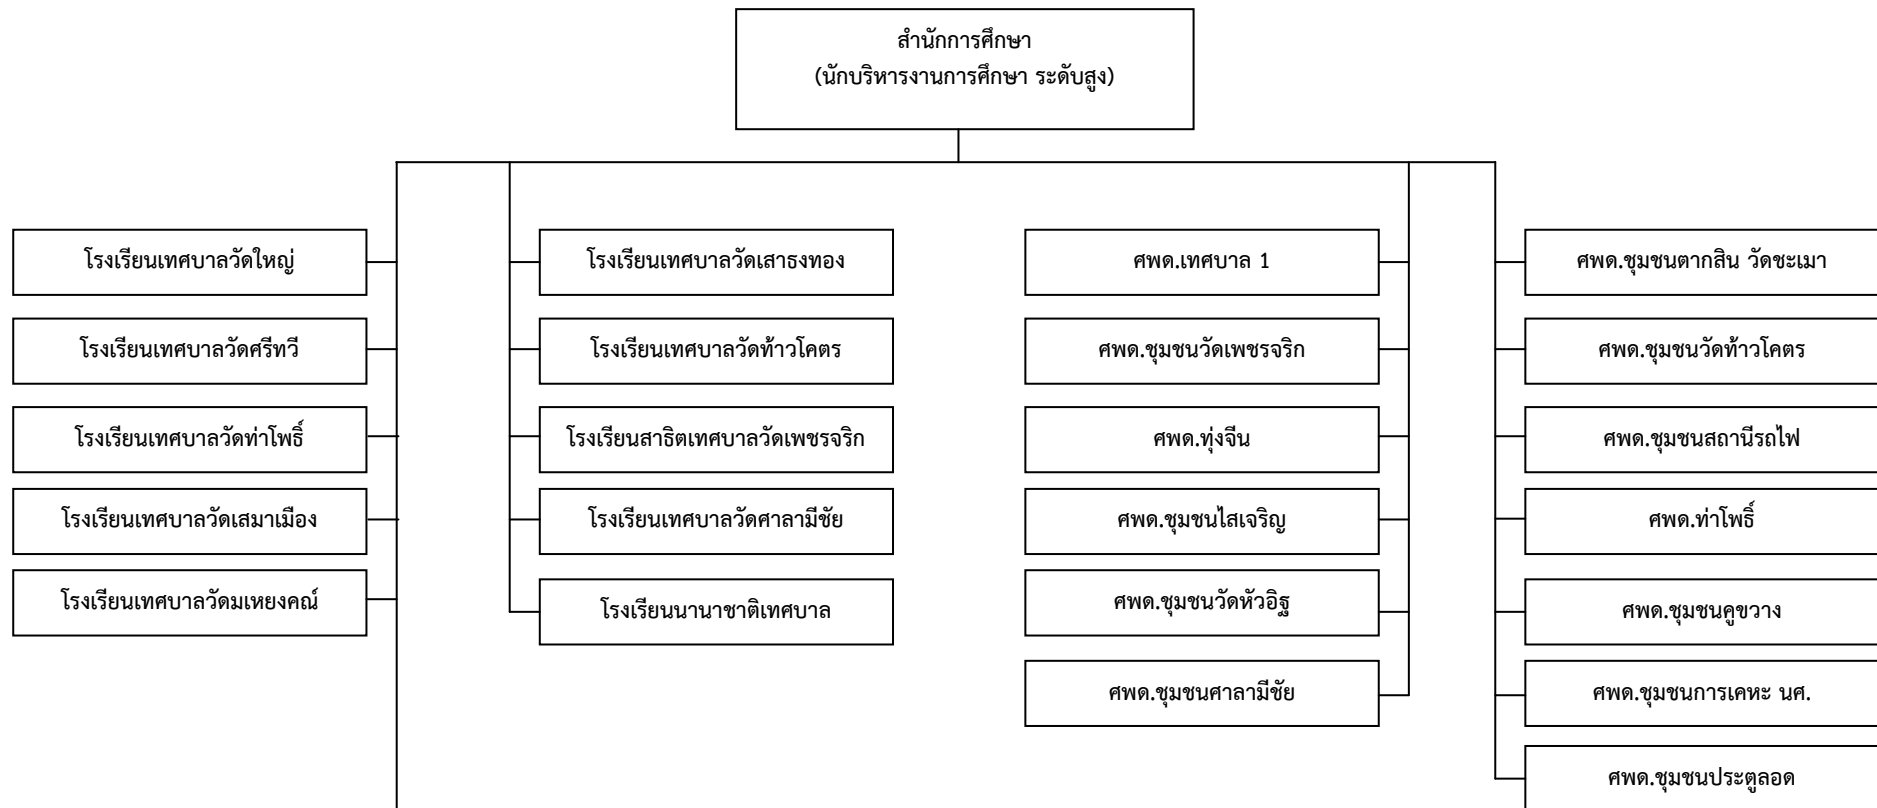 สำนักการศึกษา
(นักบริหารงานการศึกษา ระดับสูง)
โรงเรียนเทศบาลวัดใหญ่
โรงเรียนเทศบาลวัดศรีทวี
โรงเรียนเทศบาลวัดท่าโพธิ์
โรงเรียนเทศบาลวัดเสมาเมือง
โรงเรียนเทศบาลวัดมเหยงคณ์
โรงเรียนเทศบาลวัดเสาธงทอง
โรงเรียนเทศบาลวัดท้าวโคตร
โรงเรียนสาธิตเทศบาลวัดเพชรจริก
โรงเรียนเทศบาลวัดศาลามีชัย
โรงเรียนนานาชาติเทศบาล
ศพด.เทศบาล 1
ศพด.ชุมชนวัดเพชรจริก
ศพด.ทุ่งจีน
ศพด.ชุมชนไสเจริญ
ศพด.ชุมชนวัดหัวอิฐ
ศพด.ชุมชนศาลามีชัย
ศพด.ชุมชนตากสิน วัดชะเมา
ศพด.ชุมชนวัดท้าวโคตร
ศพด.ชุมชนสถานีรถไฟ
ศพด.ท่าโพธิ์
ศพด.ชุมชนคูขวาง
ศพด.ชุมชนการเคหะ นศ.
ศพด.ชุมชนประตูลอด